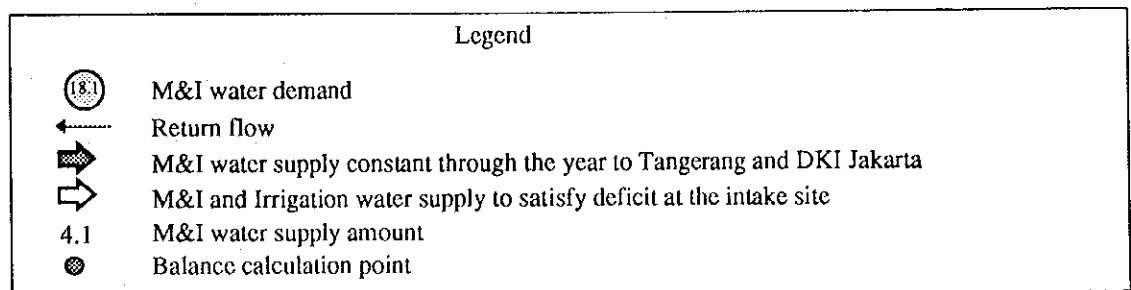 Legend
18.1 M&I water demand
Return flow
M&I water supply constant through the year to Tangerang and DKI Jakarta
M&I and Irrigation water supply to satisfy deficit at the intake site
4.1 M&I water supply amount
Balance calculation point